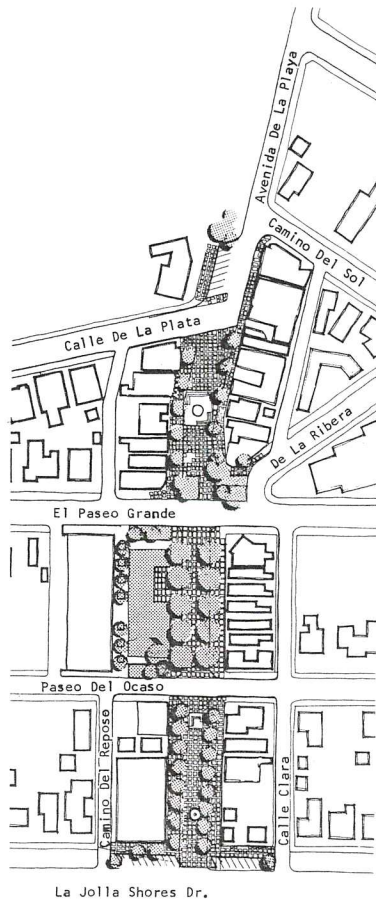 Avenida De La Playa
Camino Del Sol
Calle De La Plata
De La Ribera
El Paseo Grande
Paseo Del Ocaso
Camino Del Reposo
Calle Clara
La Jolla Shores Dr.